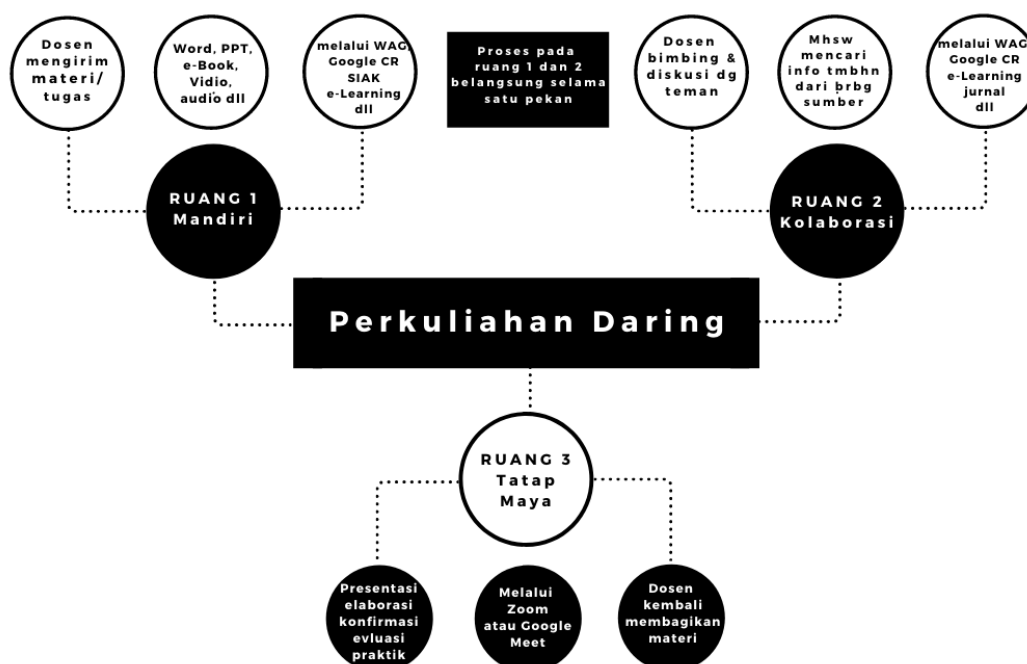 Dosen
mengirim
materi/
tugas
Word, PPT,
e-Book,
Vidio,
audio dll
melalui WAG,
Google CR
SIAK
e-Learning
dll
Proses pada
ruang 1 dan 2
belangsung selama
satu pekan
Dosen
bimbing &
diskusi dg
teman
Mhsw
mencari
info tmbhn
dari brbg
sumber
melalui WAG,
Google CR
e-Learning
jurnal
dll
RUANG 1
Mandiri
RUANG 2
Kolaborasi
Perkuliahan Daring
RUANG 3
Tatap
Maya
Presentasi
elaborasi
konfirmasi
evluasi
praktik
Melalui
Zoom
atau Google
Meet
Dosen
kembali
membagikan
materi